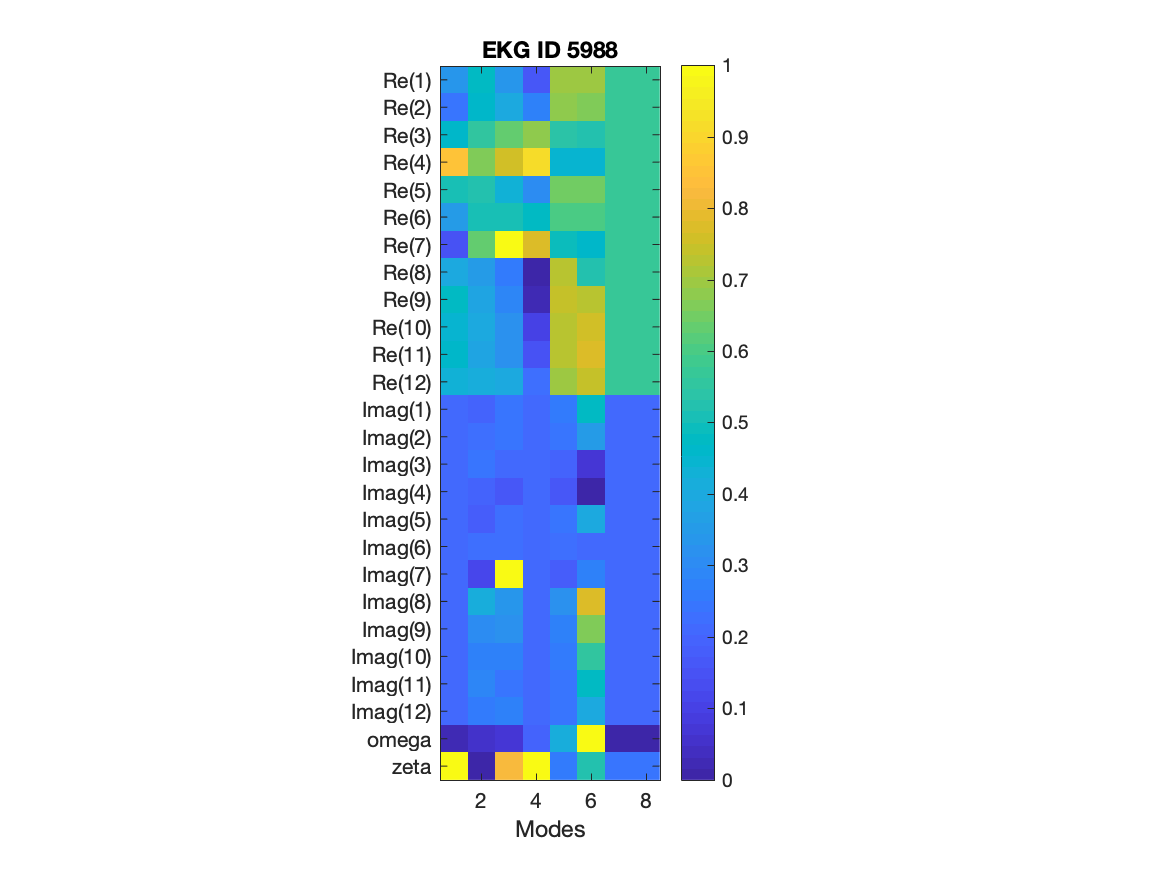 EKG ID 5988
Re(1)
Re(2)
Re(3)
Re(4)
Re(5)
Re(6)
Re(7)
Re(8)
Re(9)
Re(10)
Re(11)
Re(12)
Imag(1)
Imag(2)
Imag(3)
Imag(4)
Imag(5)
Imag(6)
Imag(7)
Imag(8)
Imag(9)
Imag(10)
Imag(11)
Imag(12)
omega
zeta
2 4 6 8
Modes
1
0.9
0.8
0.7
0.6
0.5
0.4
0.3
0.2
0.1
0